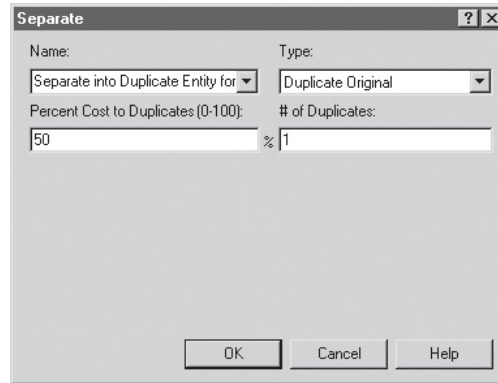 Separate
Name: Type:
Separate into Duplicate Entity for Duplicate Original
Percent Cost to Duplicates (0-100): # of Duplicates:
50 % 1
OK Cancel Help